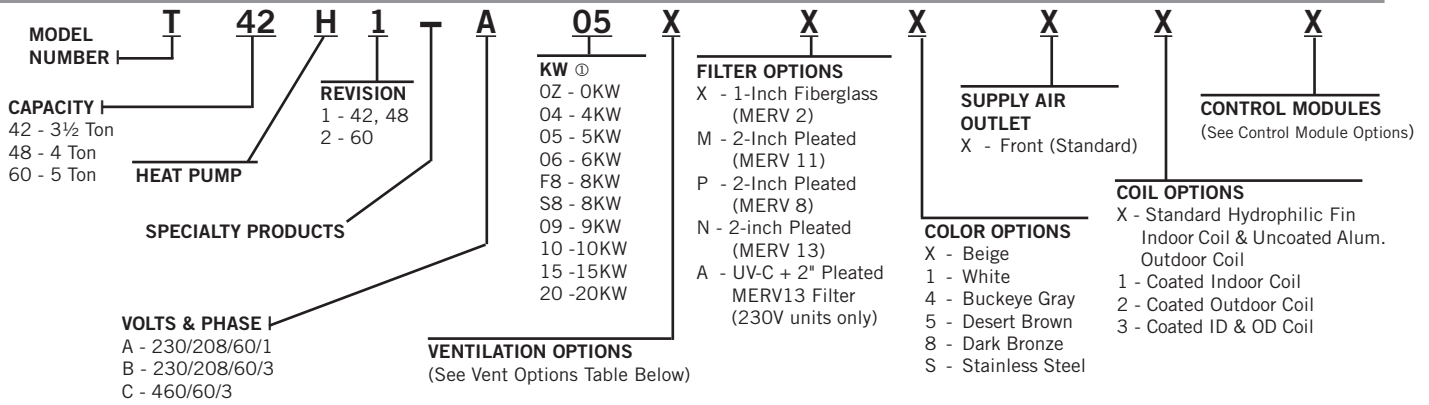 T 42 H 1 – A 05 X X X X X X
MODEL
NUMBER
CAPACITY
42 - 3½ Ton
48 - 4 Ton
60 - 5 Ton
HEAT PUMP
REVISION
1 - 42, 48
2 - 60
SPECIALTY PRODUCTS
VOLTS & PHASE
A - 230/208/60/1
B - 230/208/60/3
C - 460/60/3
KW ①
0Z - 0KW
04 - 4KW
05 - 5KW
06 - 6KW
F8 - 8KW
S8 - 8KW
09 - 9KW
10 -10KW
15 -15KW
20 -20KW
VENTILATION OPTIONS
(See Vent Options Table Below)
FILTER OPTIONS
X - 1-Inch Fiberglass
(MERV 2)
M - 2-Inch Pleated
(MERV 11)
P - 2-Inch Pleated
(MERV 8)
N - 2-inch Pleated
(MERV 13)
A - UV-C + 2" Pleated
MERV13 Filter
(230V units only)
COLOR OPTIONS
X - Beige
1 - White
4 - Buckeye Gray
5 - Desert Brown
8 - Dark Bronze
S - Stainless Steel
SUPPLY AIR
OUTLET
X - Front (Standard)
COIL OPTIONS
X - Standard Hydrophilic Fin
Indoor Coil & Uncoated Alum.
Outdoor Coil
1 - Coated Indoor Coil
2 - Coated Outdoor Coil
3 - Coated ID & OD Coil
CONTROL MODULES
(See Control Module Options)